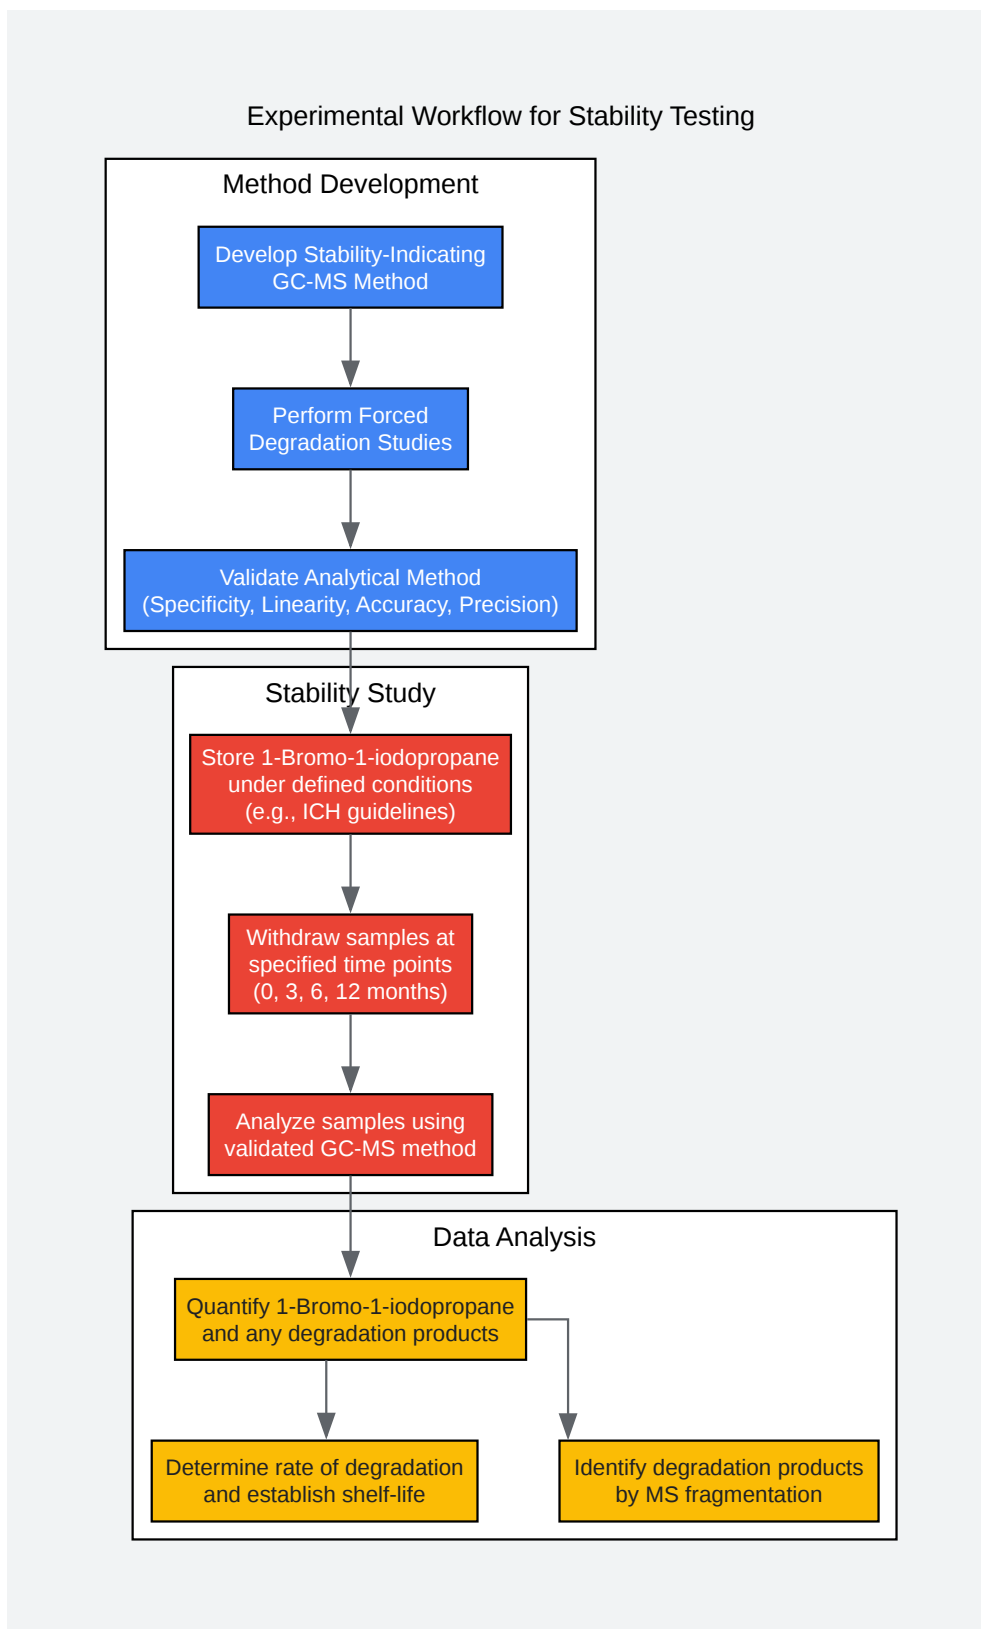 Experimental Workflow for Stability Testing
Method Development
Develop Stability-Indicating
GC-MS Method
Perform Forced
Degradation Studies
Validate Analytical Method
(Specificity, Linearity, Accuracy, Precision)
Stability Study
Store 1-Bromo-1-iodopropane
under defined conditions
(e.g., ICH guidelines)
Withdraw samples at
specified time points
(0, 3, 6, 12 months)
Analyze samples using
validated GC-MS method
Data Analysis
Quantify 1-Bromo-1-iodopropane
and any degradation products
Determine rate of degradation
and establish shelf-life
Identify degradation products
by MS fragmentation